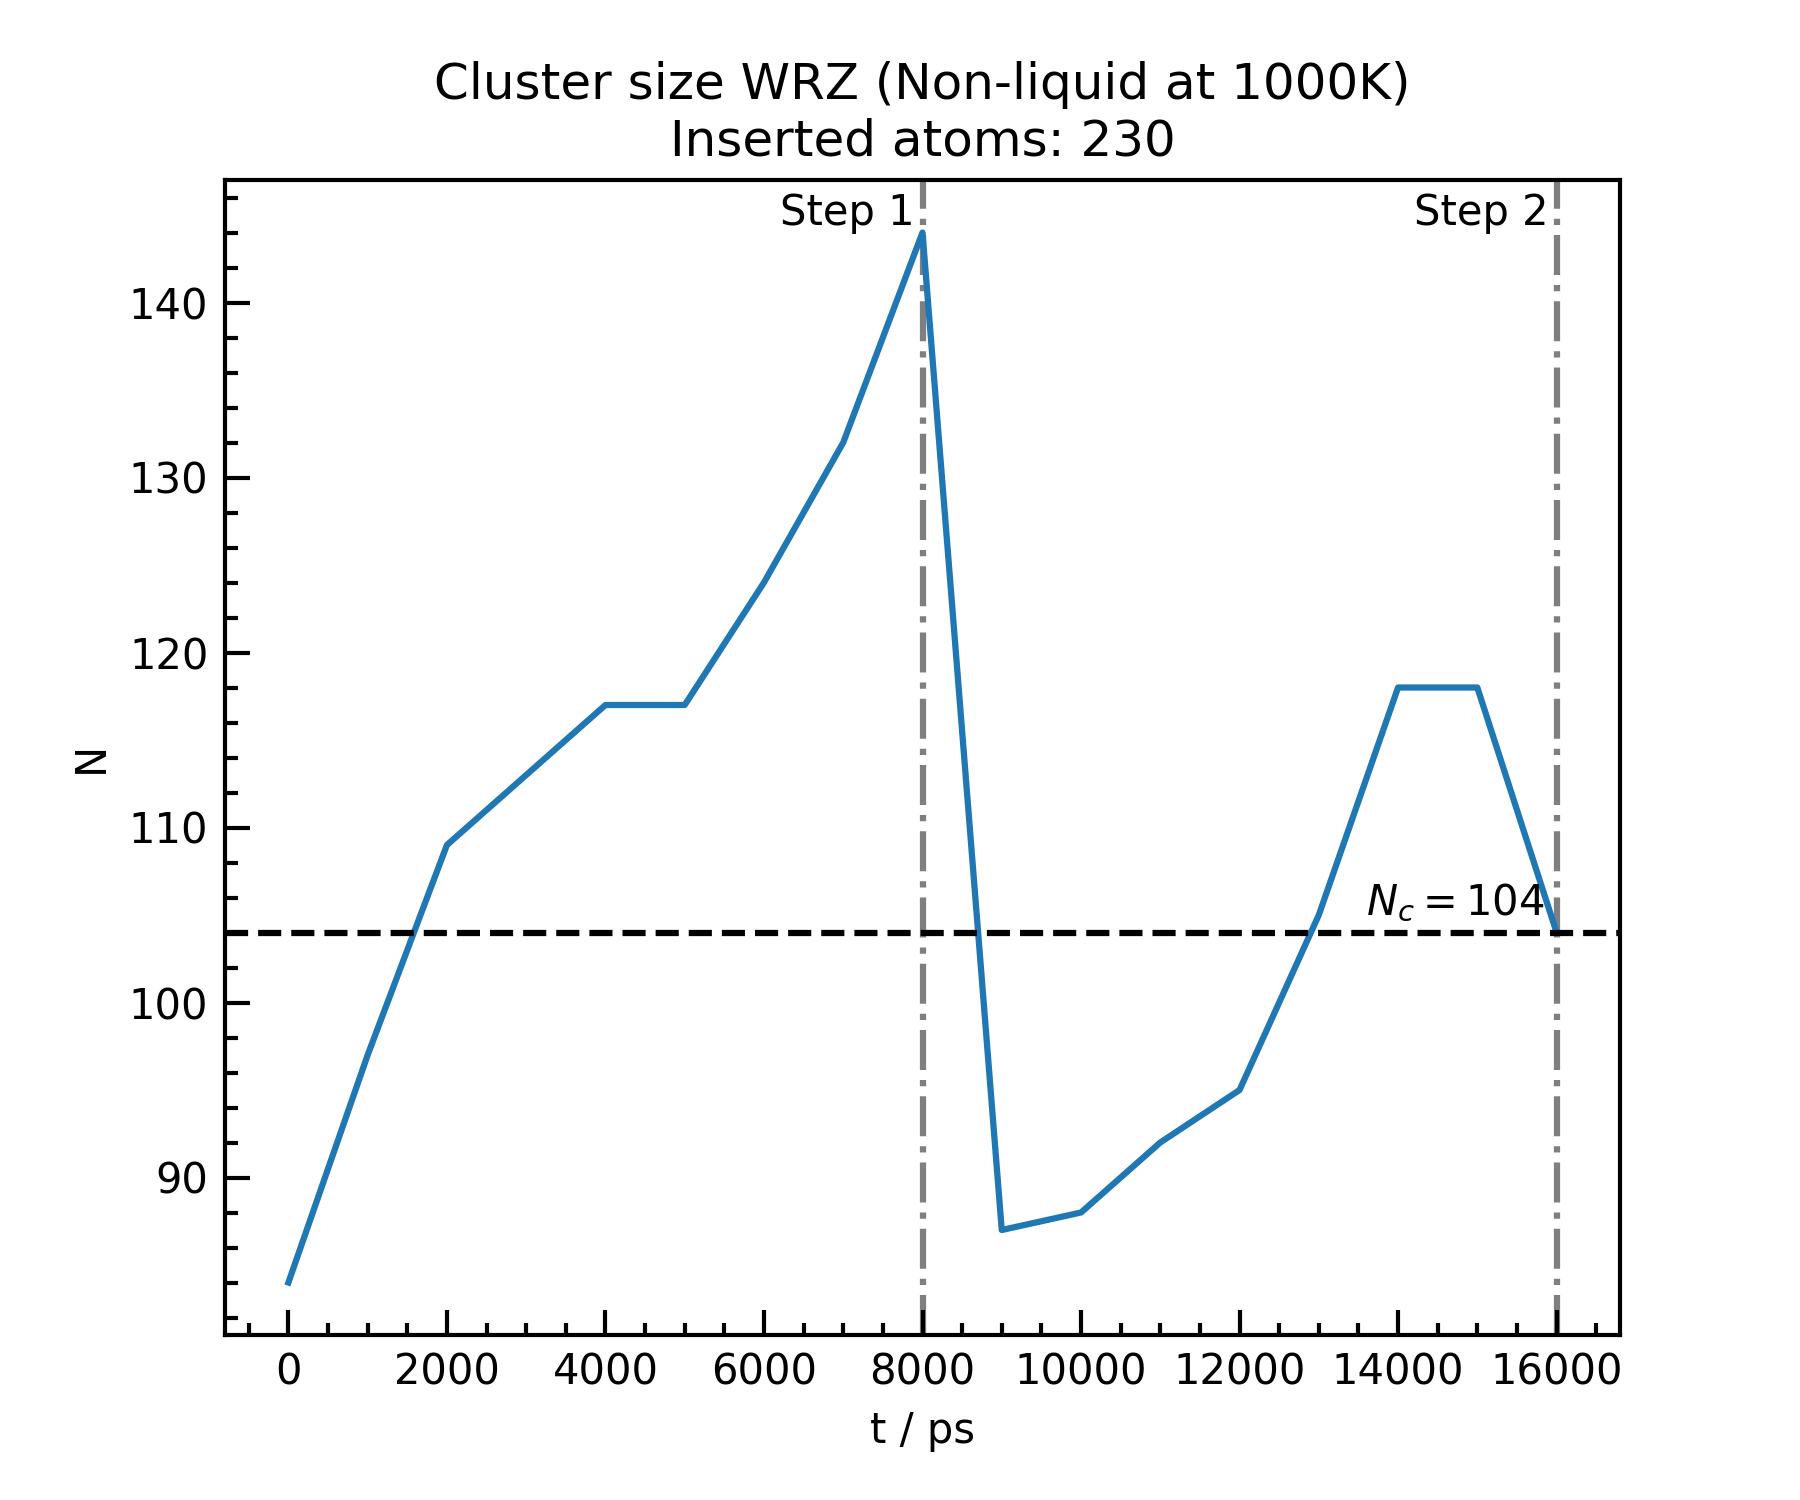 Cluster size WRZ (Non-liquid at 1000K)
Inserted atoms: 230
Step 1
Step 2
140
130
120
110
100
90
N
N_c = 104
0 2000 4000 6000 8000 10000 12000 14000 16000
t / ps